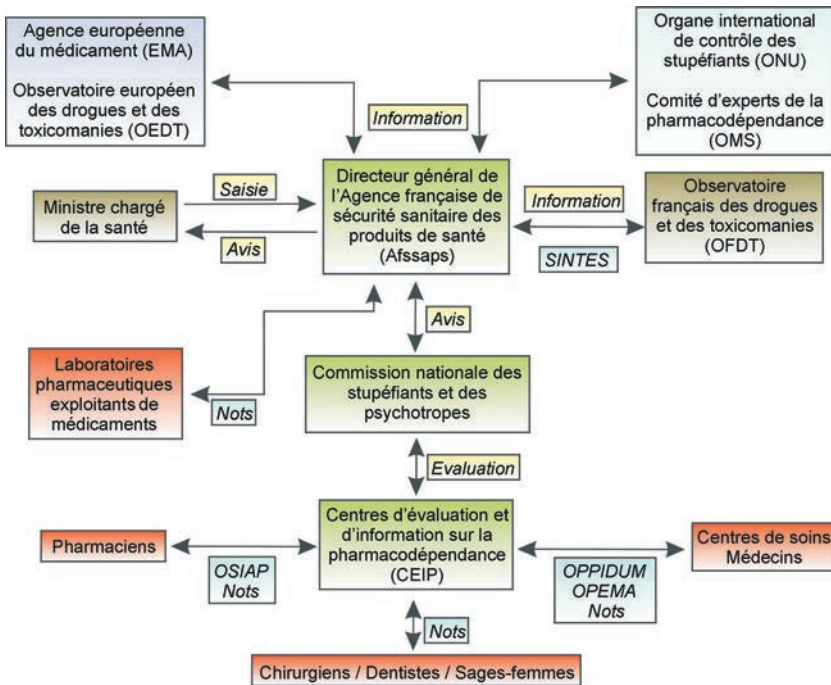 Agence européenne
du médicament (EMA)
Observatoire européen
des drogues et des
toxicomanies (OEDT)
Organe international
de contrôle des
stupéfiants (ONU)
Comité d'experts de la
pharmacodépendance
(OMS)
Information
Ministre chargé
de la santé
Saisie
Avis
Directeur général de
l'Agence française de
sécurité sanitaire des
produits de santé
(Afssaps)
Information
SINTES
Observatoire
français des drogues
et des toxicomanies
(OFDT)
Avis
Laboratoires
pharmaceutiques
exploitants de
médicaments
Nots
Commission nationale des
stupéfiants et des
psychotropes
Evaluation
Pharmaciens
OSIAP
Nots
Centres d'évaluation et
d'information sur la
pharmacodépendance
(CEIP)
OPPIDUM
OPEMA
Nots
Centres de soins
Médecins
Nots
Chirurgiens / Dentistes / Sages-femmes